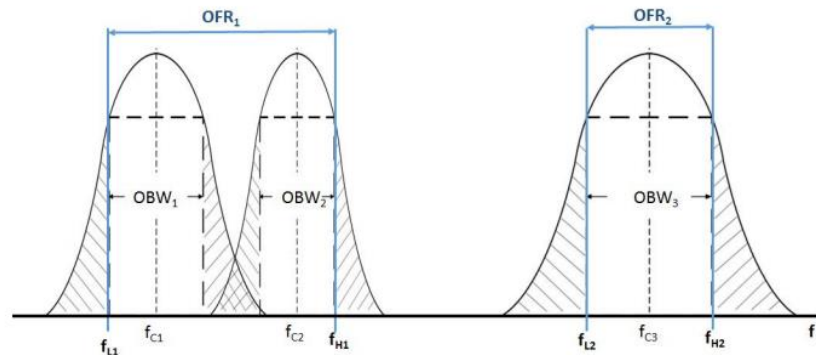 OFR1 OFR2
OBW1 OBW2 OBW3
fC1 fC2 fC3 f
fL1 fH1 fL2 fH2